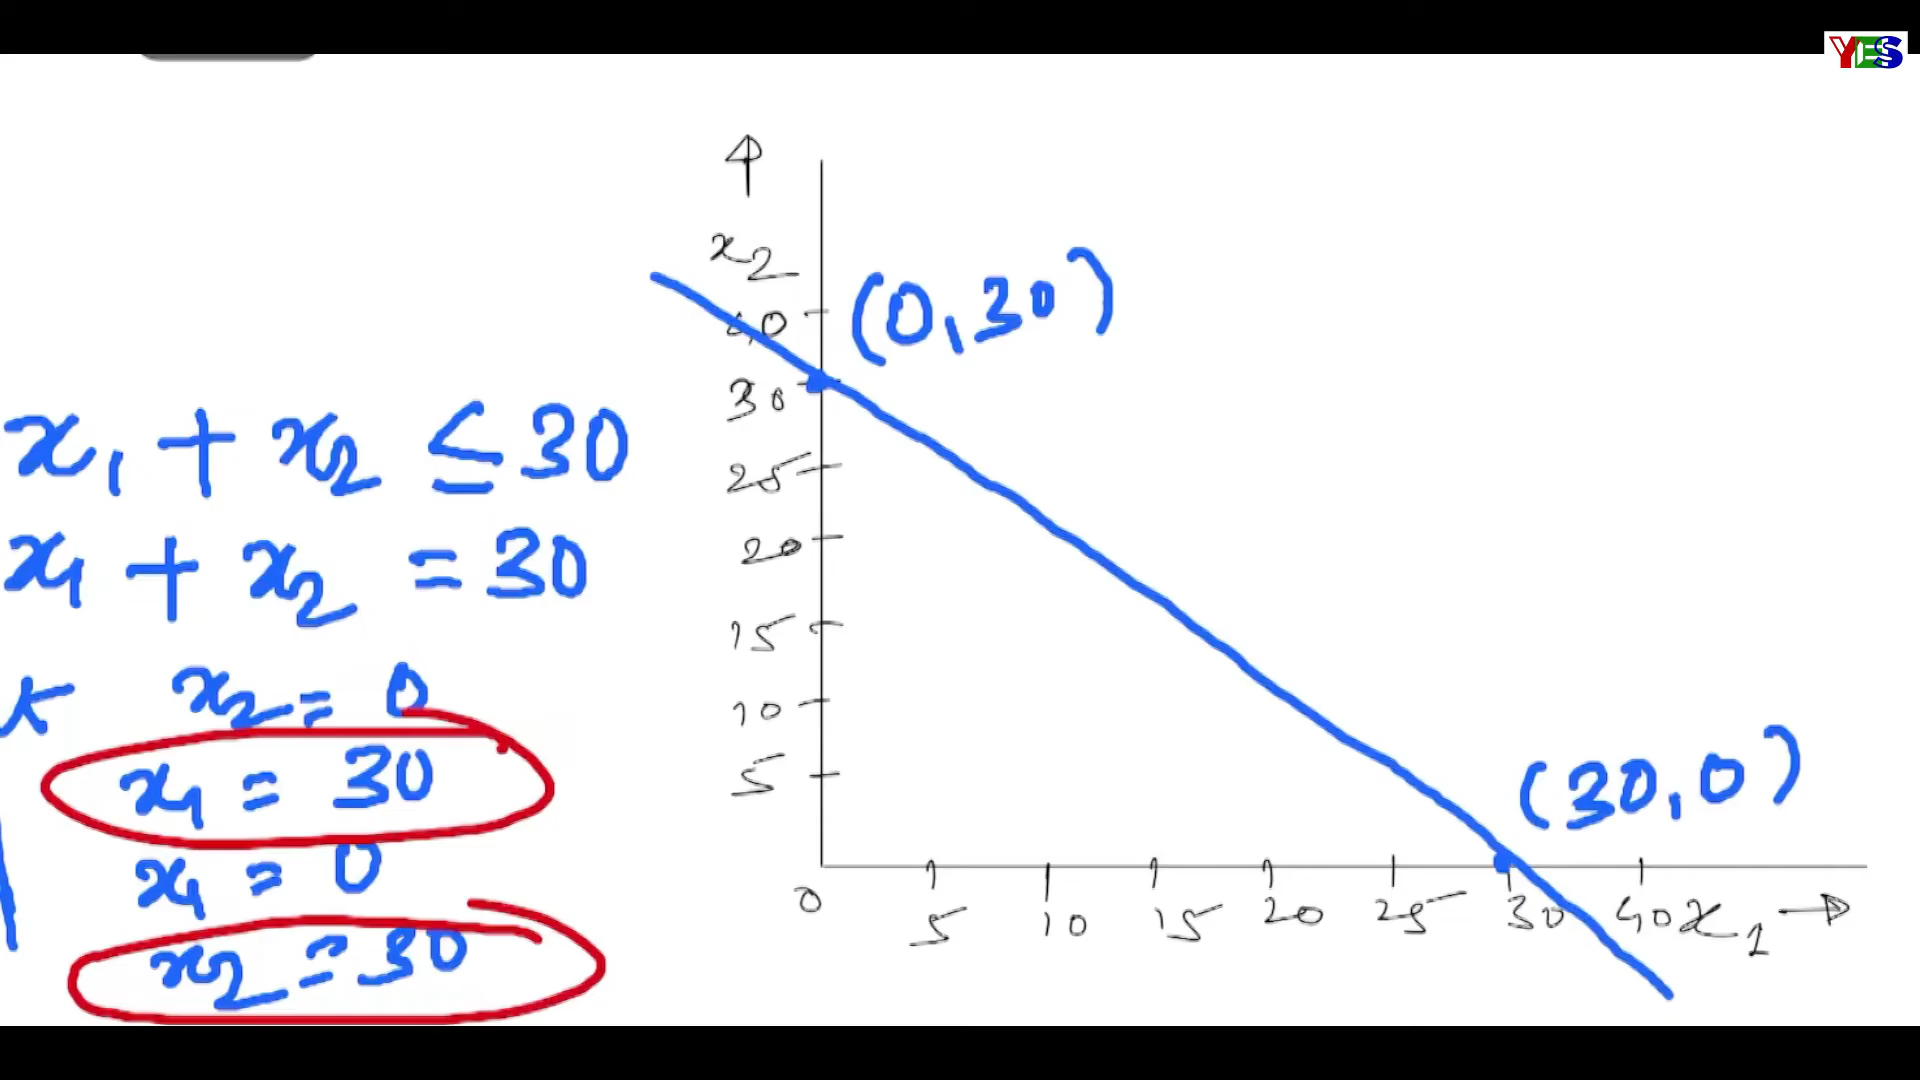 YES
x₁ + x₂ ≤ 30
x₁ + x₂ = 30
x₂ = 0
x₁ = 30
x₁ = 0
x₂ = 30
x₂
40
30
25
20
15
10
5
0
5 10 15 20 25 30 40 x₁
(0,30)
(30,0)